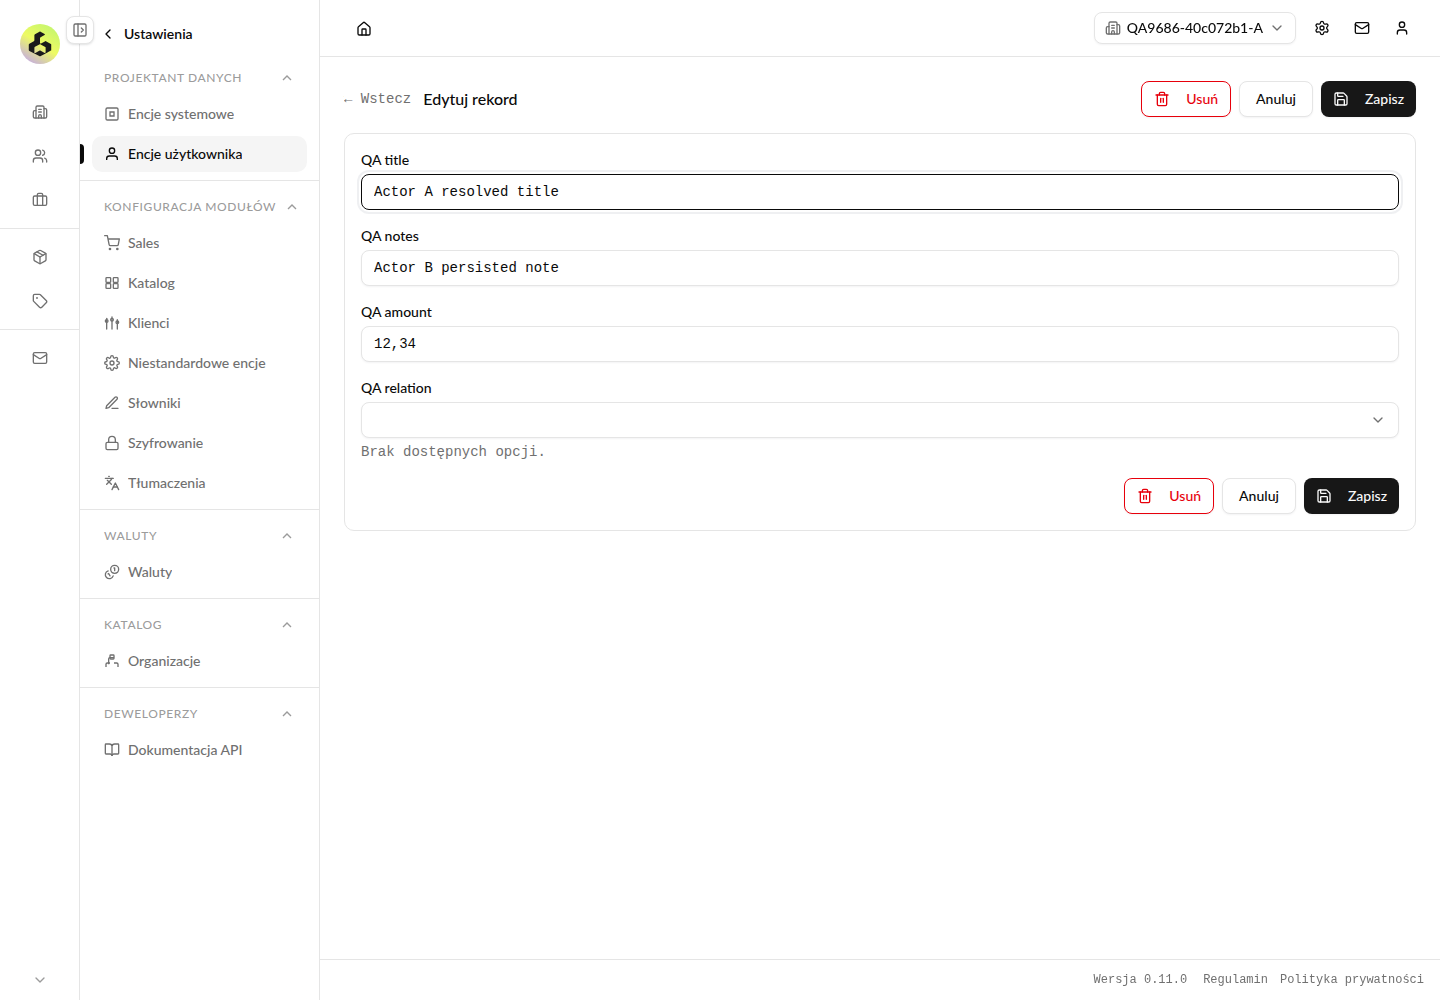 Ustawienia
PROJEKTANT DANYCH
Encje systemowe
Encje użytkownika
KONFIGURACJA MODUŁÓW
Sales
Katalog
Klienci
Niestandardowe encje
Słowniki
Szyfrowanie
Tłumaczenia
WALUTY
Waluty
KATALOG
Organizacje
DEWELOPERZY
Dokumentacja API
QA9686-40c072b1-A
← Wstecz Edytuj rekord
Usuń Anuluj Zapisz
QA title
Actor A resolved title
QA notes
Actor B persisted note
QA amount
12,34
QA relation
Brak dostępnych opcji.
Usuń Anuluj Zapisz
Wersja 0.11.0 Regulamin Polityka prywatności